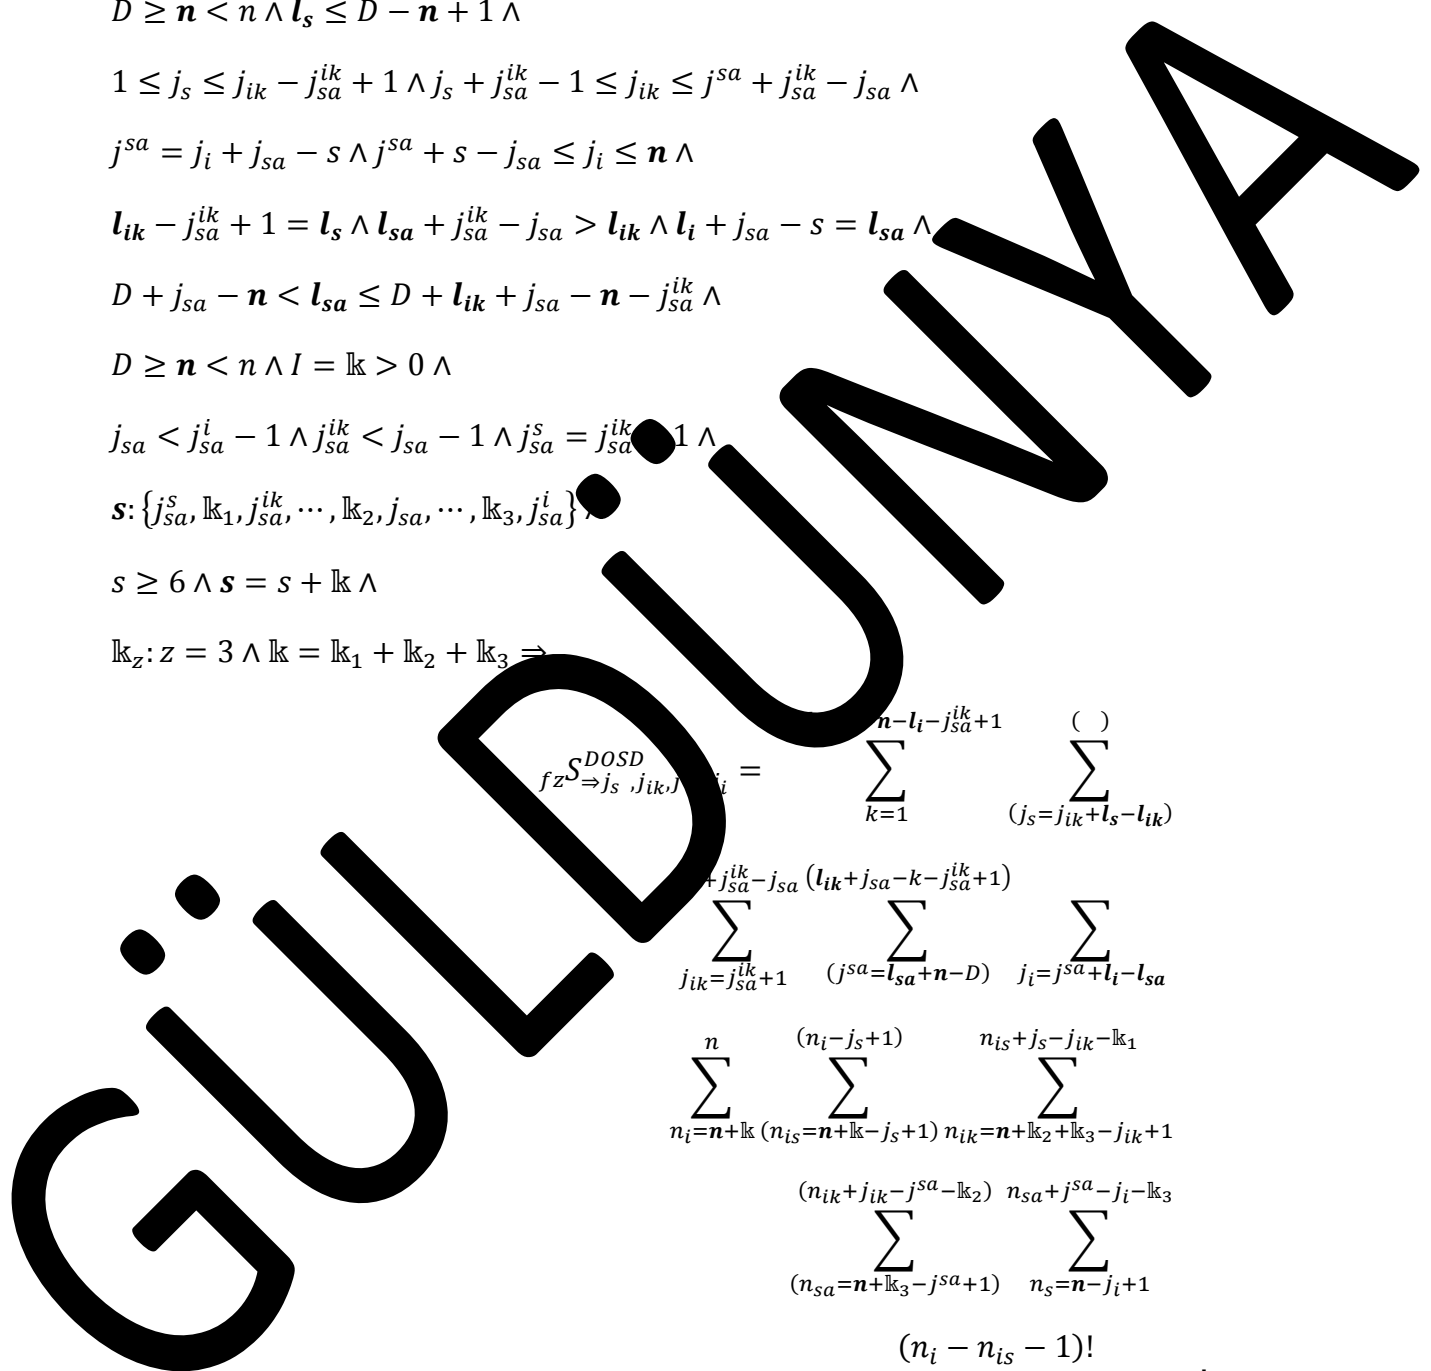 D ≥ n < n ∧ l_s ≤ D − n + 1 ∧
1 ≤ j_s ≤ j_{ik} − j_{sa}^{ik} + 1 ∧ j_s + j_{sa}^{ik} − 1 ≤ j_{ik} ≤ j^{sa} + j_{sa}^{ik} − j_{sa} ∧
j^{sa} = j_i + j_{sa} − s ∧ j^{sa} + s − j_{sa} ≤ j_i ≤ n ∧
l_{ik} − j_{sa}^{ik} + 1 = l_s ∧ l_{sa} + j_{sa}^{ik} − j_{sa} > l_{ik} ∧ l_i + j_{sa} − s = l_{sa} ∧
D + j_{sa} − n < l_{sa} ≤ D + l_{ik} + j_{sa} − n − j_{sa}^{ik} ∧
D ≥ n < n ∧ I = 𝕜 > 0 ∧
j_{sa} < j_{sa}^{i} − 1 ∧ j_{sa}^{ik} < j_{sa} − 1 ∧ j_{sa}^{s} = j_{sa}^{ik} 1 ∧
s: {j_{sa}^{s}, 𝕜_1, j_{sa}^{ik}, ⋯, 𝕜_2, j_{sa}, ⋯, 𝕜_3, j_{sa}^{i}} ∧
s ≥ 6 ∧ s = s + 𝕜 ∧
𝕜_z: z = 3 ∧ 𝕜 = 𝕜_1 + 𝕜_2 + 𝕜_3 ⇒
_{fz}S_{⇒j_s, j_{ik}, j i}^{DOSD} = ∑_{k=1}^{n−l_i−j_{sa}^{ik}+1} ∑_{(j_s=j_{ik}+l_s−l_{ik})}^{( )}
∑_{j_{ik}=j_{sa}^{ik}+1}^{+j_{sa}^{ik}−j_{sa}} ∑_{(j^{sa}=l_{sa}+n−D)}^{(l_{ik}+j_{sa}−k−j_{sa}^{ik}+1)} ∑_{j_i=j^{sa}+l_i−l_{sa}}
∑_{n_i=n+𝕜}^{n} ∑_{(n_{is}=n+𝕜−j_s+1)}^{(n_i−j_s+1)} ∑_{n_{ik}=n+𝕜_2+𝕜_3−j_{ik}+1}^{n_{is}+j_s−j_{ik}−𝕜_1}
∑_{(n_{sa}=n+𝕜_3−j^{sa}+1)}^{(n_{ik}+j_{ik}−j^{sa}−𝕜_2)} ∑_{n_s=n−j_i+1}^{n_{sa}+j^{sa}−j_i−𝕜_3}
(n_i − n_{is} − 1)!
GÜLDÜNYA